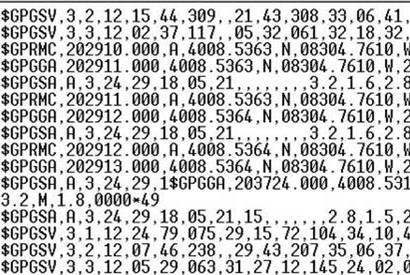 $GPGSV,3,2,12,15,44,309,,21,43,308,33,06,41,
$GPGSV,3,3,12,02,37,117,,05,32,061,32,18,32,
$GPRMC,202910.000,A,4008.5363,N,08304.7610,W,
$GPGGA,202911.000,4008.5363,N,08304.7610,W,2
$GPGSA,A,3,24,29,18,05,21,,,,,,,,3.2,1.6,2.8
$GPRMC,202911.000,A,4008.5363,N,08304.7610,W,
$GPGGA,202912.000,4008.5364,N,08304.7610,W,2
$GPGSA,A,3,24,29,18,05,21,,,,,,,,3.2,1.6,2.8
$GPRMC,202912.000,A,4008.5364,N,08304.7610,W,
$GPGGA,202913.000,4008.5364,N,08304.7610,W,2
$GPGSA,A,3,24,29,1$GPGGA,203724.000,4008.531
3.2,M,1.8,0000*49
$GPGSA,A,3,24,29,18,05,21,15,,,,,,,2.8,1.5,2
$GPGSV,3,1,12,24,79,075,29,15,72,104,34,10,4
$GPGSV,3,2,12,07,46,238,,29,43,207,35,06,37,
$GPGSV,3,3,12,05,29,063,31,27,12,145,24,02,0